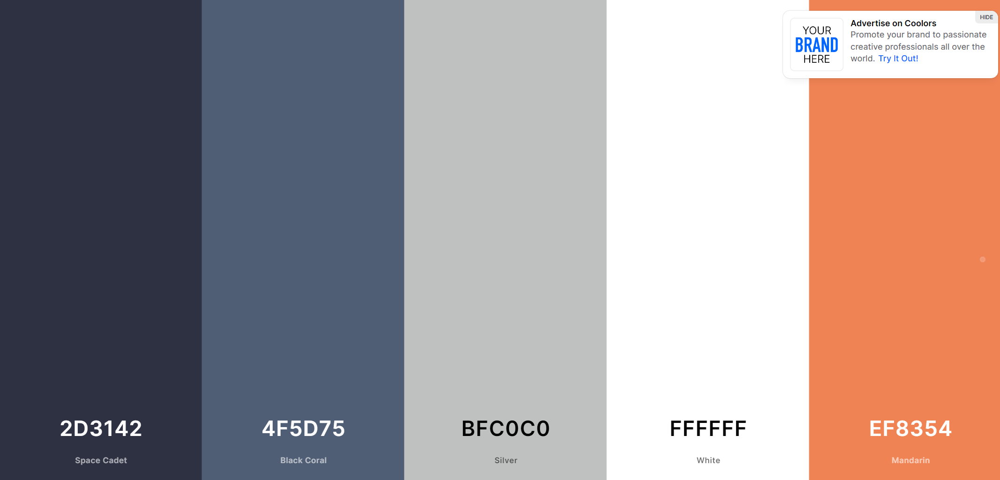 HIDE
YOUR
BRAND
HERE
Advertise on Coolors
Promote your brand to passionate
creative professionals all over the
world. Try It Out!
2D3142
Space Cadet
4F5D75
Black Coral
BFC0C0
Silver
FFFFFF
White
EF8354
Mandarin